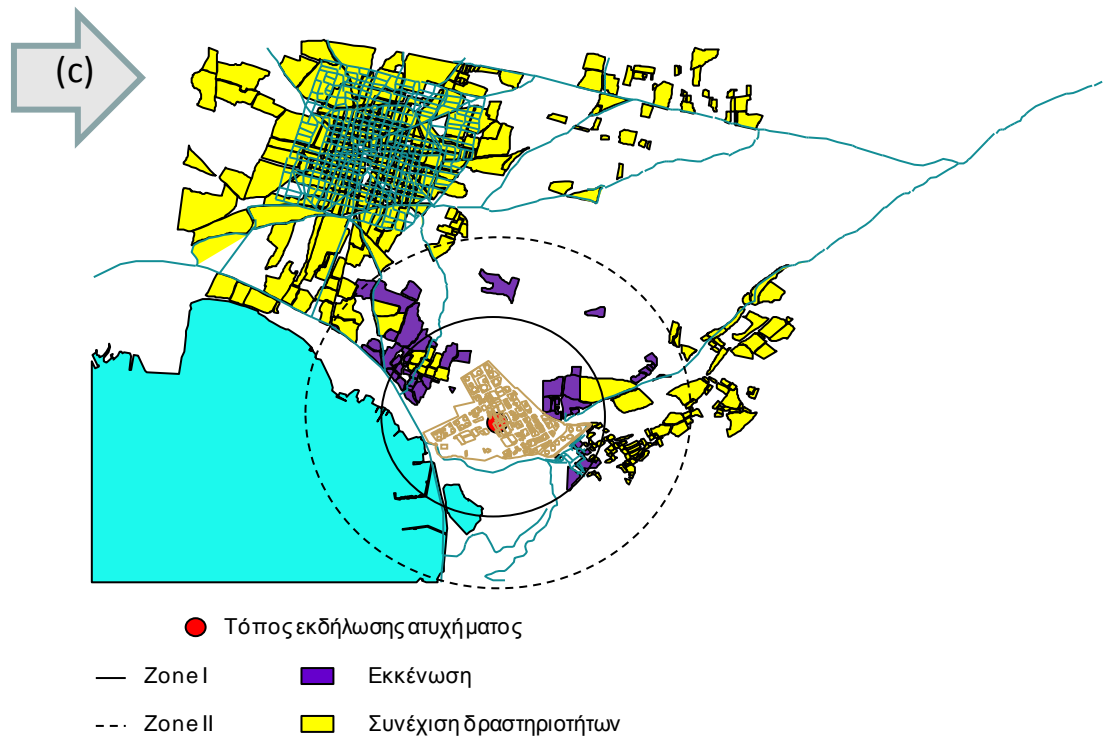 (c)
Τόπος εκδήλωσης ατυχήματος
Zone I
Εκκένωση
Zone II
Συνέχιση δραστηριοτήτων